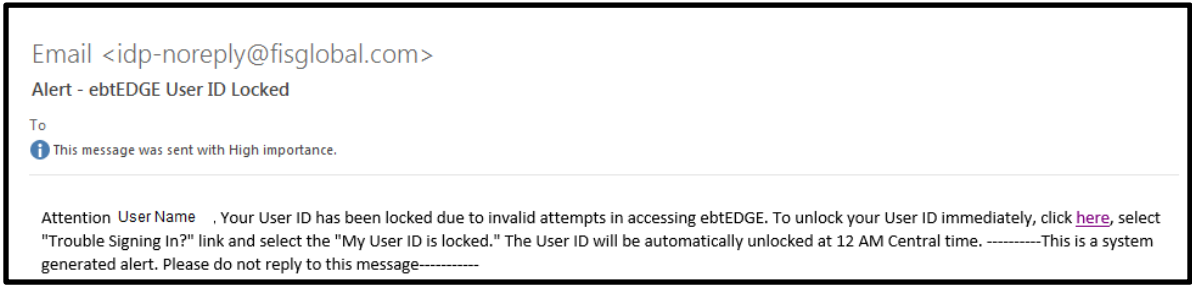 Email <idp-noreply@fisglobal.com>
Alert - ebtEDGE User ID Locked
To
This message was sent with High importance.
Attention User Name . Your User ID has been locked due to invalid attempts in accessing ebtEDGE. To unlock your User ID immediately, click here, select
"Trouble Signing In?" link and select the "My User ID is locked." The User ID will be automatically unlocked at 12 AM Central time. ----------This is a system
generated alert. Please do not reply to this message-----------